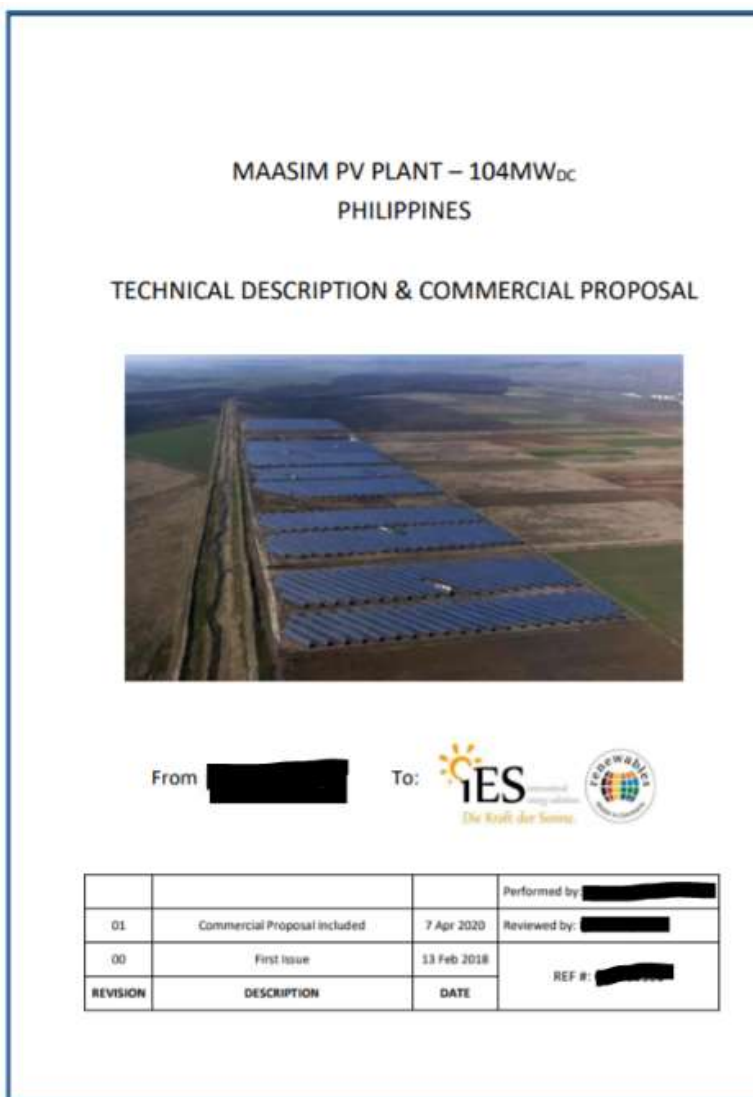 MAASIM PV PLANT – 104MWDC
PHILIPPINES
TECHNICAL DESCRIPTION & COMMERCIAL PROPOSAL
From
To:
iES
Die Kraft der Sonne.
renewables
Performed by:
01 Commercial Proposal included 7 Apr 2020 Reviewed by:
00 First Issue 13 Feb 2018
REF #:
REVISION DESCRIPTION DATE